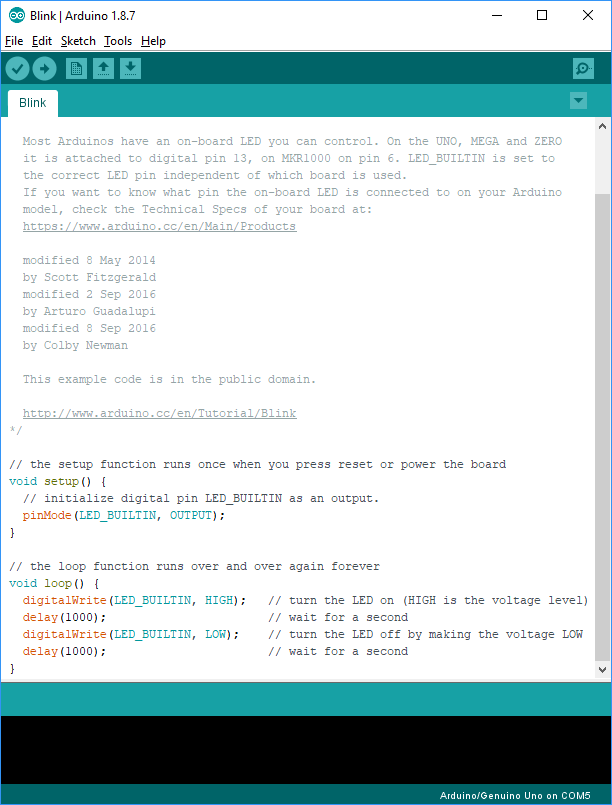 Blink | Arduino 1.8.7
File Edit Sketch Tools Help
Blink
Most Arduinos have an on-board LED you can control. On the UNO, MEGA and ZERO
it is attached to digital pin 13, on MKR1000 on pin 6. LED_BUILTIN is set to
the correct LED pin independent of which board is used.
If you want to know what pin the on-board LED is connected to on your Arduino
model, check the Technical Specs of your board at:
https://www.arduino.cc/en/Main/Products
modified 8 May 2014
by Scott Fitzgerald
modified 2 Sep 2016
by Arturo Guadalupi
modified 8 Sep 2016
by Colby Newman
This example code is in the public domain.
http://www.arduino.cc/en/Tutorial/Blink
*/
// the setup function runs once when you press reset or power the board
void setup() {
// initialize digital pin LED_BUILTIN as an output.
pinMode(LED_BUILTIN, OUTPUT);
}
// the loop function runs over and over again forever
void loop() {
digitalWrite(LED_BUILTIN, HIGH);   // turn the LED on (HIGH is the voltage level)
delay(1000);                       // wait for a second
digitalWrite(LED_BUILTIN, LOW);    // turn the LED off by making the voltage LOW
delay(1000);                       // wait for a second
}
Arduino/Genuino Uno on COM5